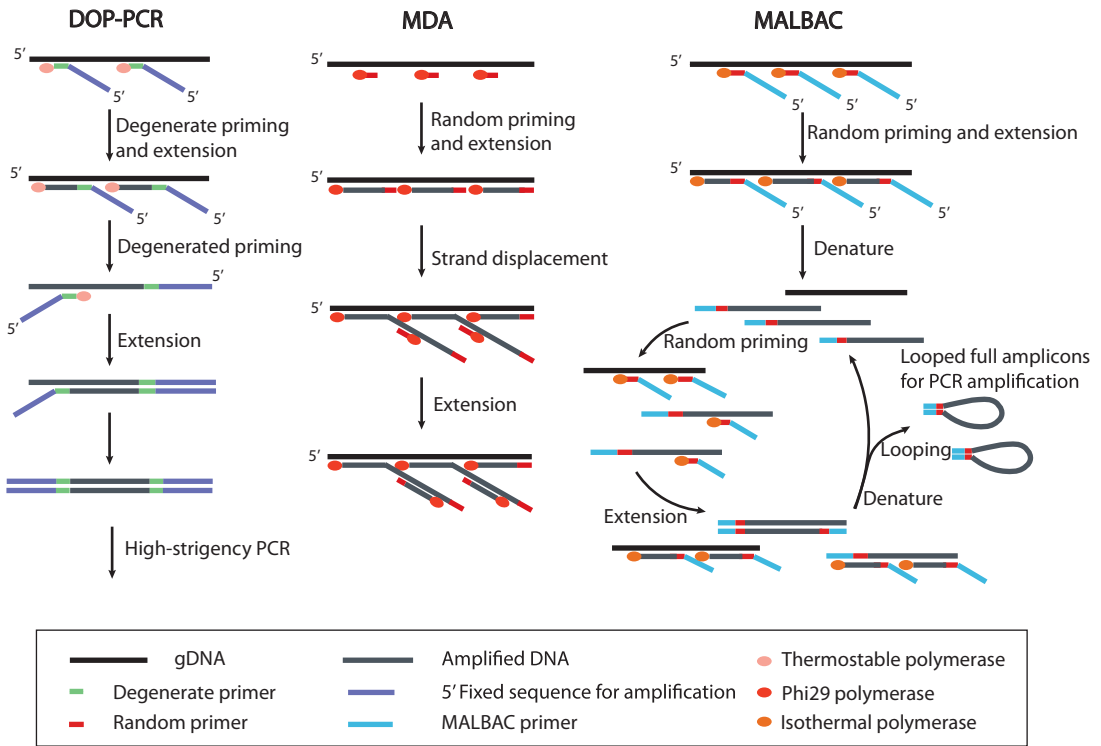 DOP-PCR
5′
5′
5′
Degenerate priming
and extension
5′
5′
5′
Degenerated priming
5′
5′
Extension
High-strigency PCR
MDA
5′
Random priming
and extension
5′
Strand displacement
5′
Extension
5′
MALBAC
5′
5′
5′
5′
Random priming and extension
5′
5′
5′
5′
Denature
Random priming
Looped full amplicons
for PCR amplification
Looping
Denature
Extension
gDNA
Amplified DNA
Thermostable polymerase
Degenerate primer
5′ Fixed sequence for amplification
Phi29 polymerase
Random primer
MALBAC primer
Isothermal polymerase